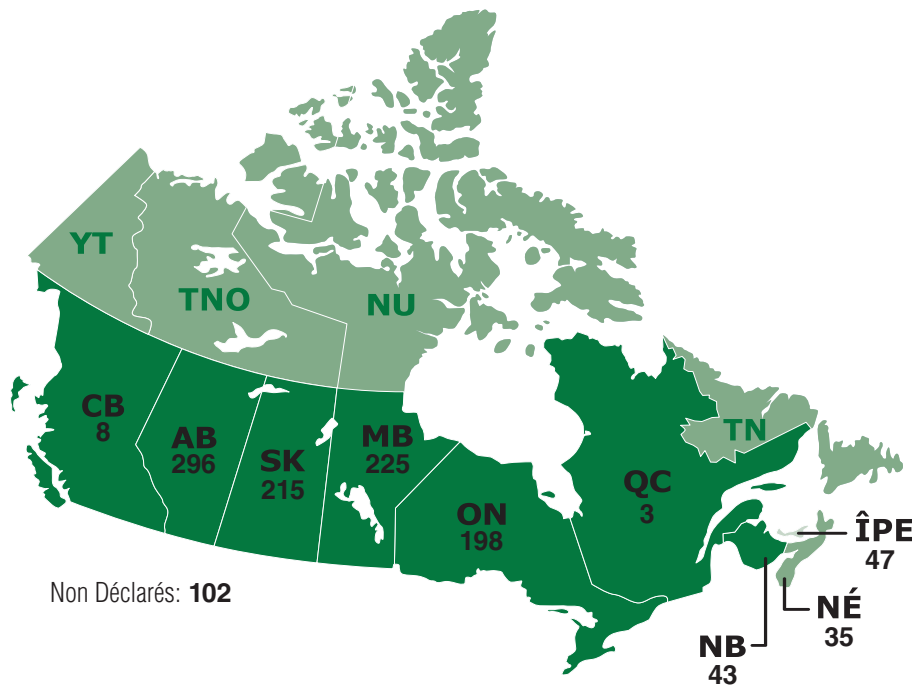 YT
TNO
NU
CB
8
AB
296
SK
215
MB
225
ON
198
QC
3
TN
ÎPE
47
NÉ
35
NB
43
Non Déclarés: 102